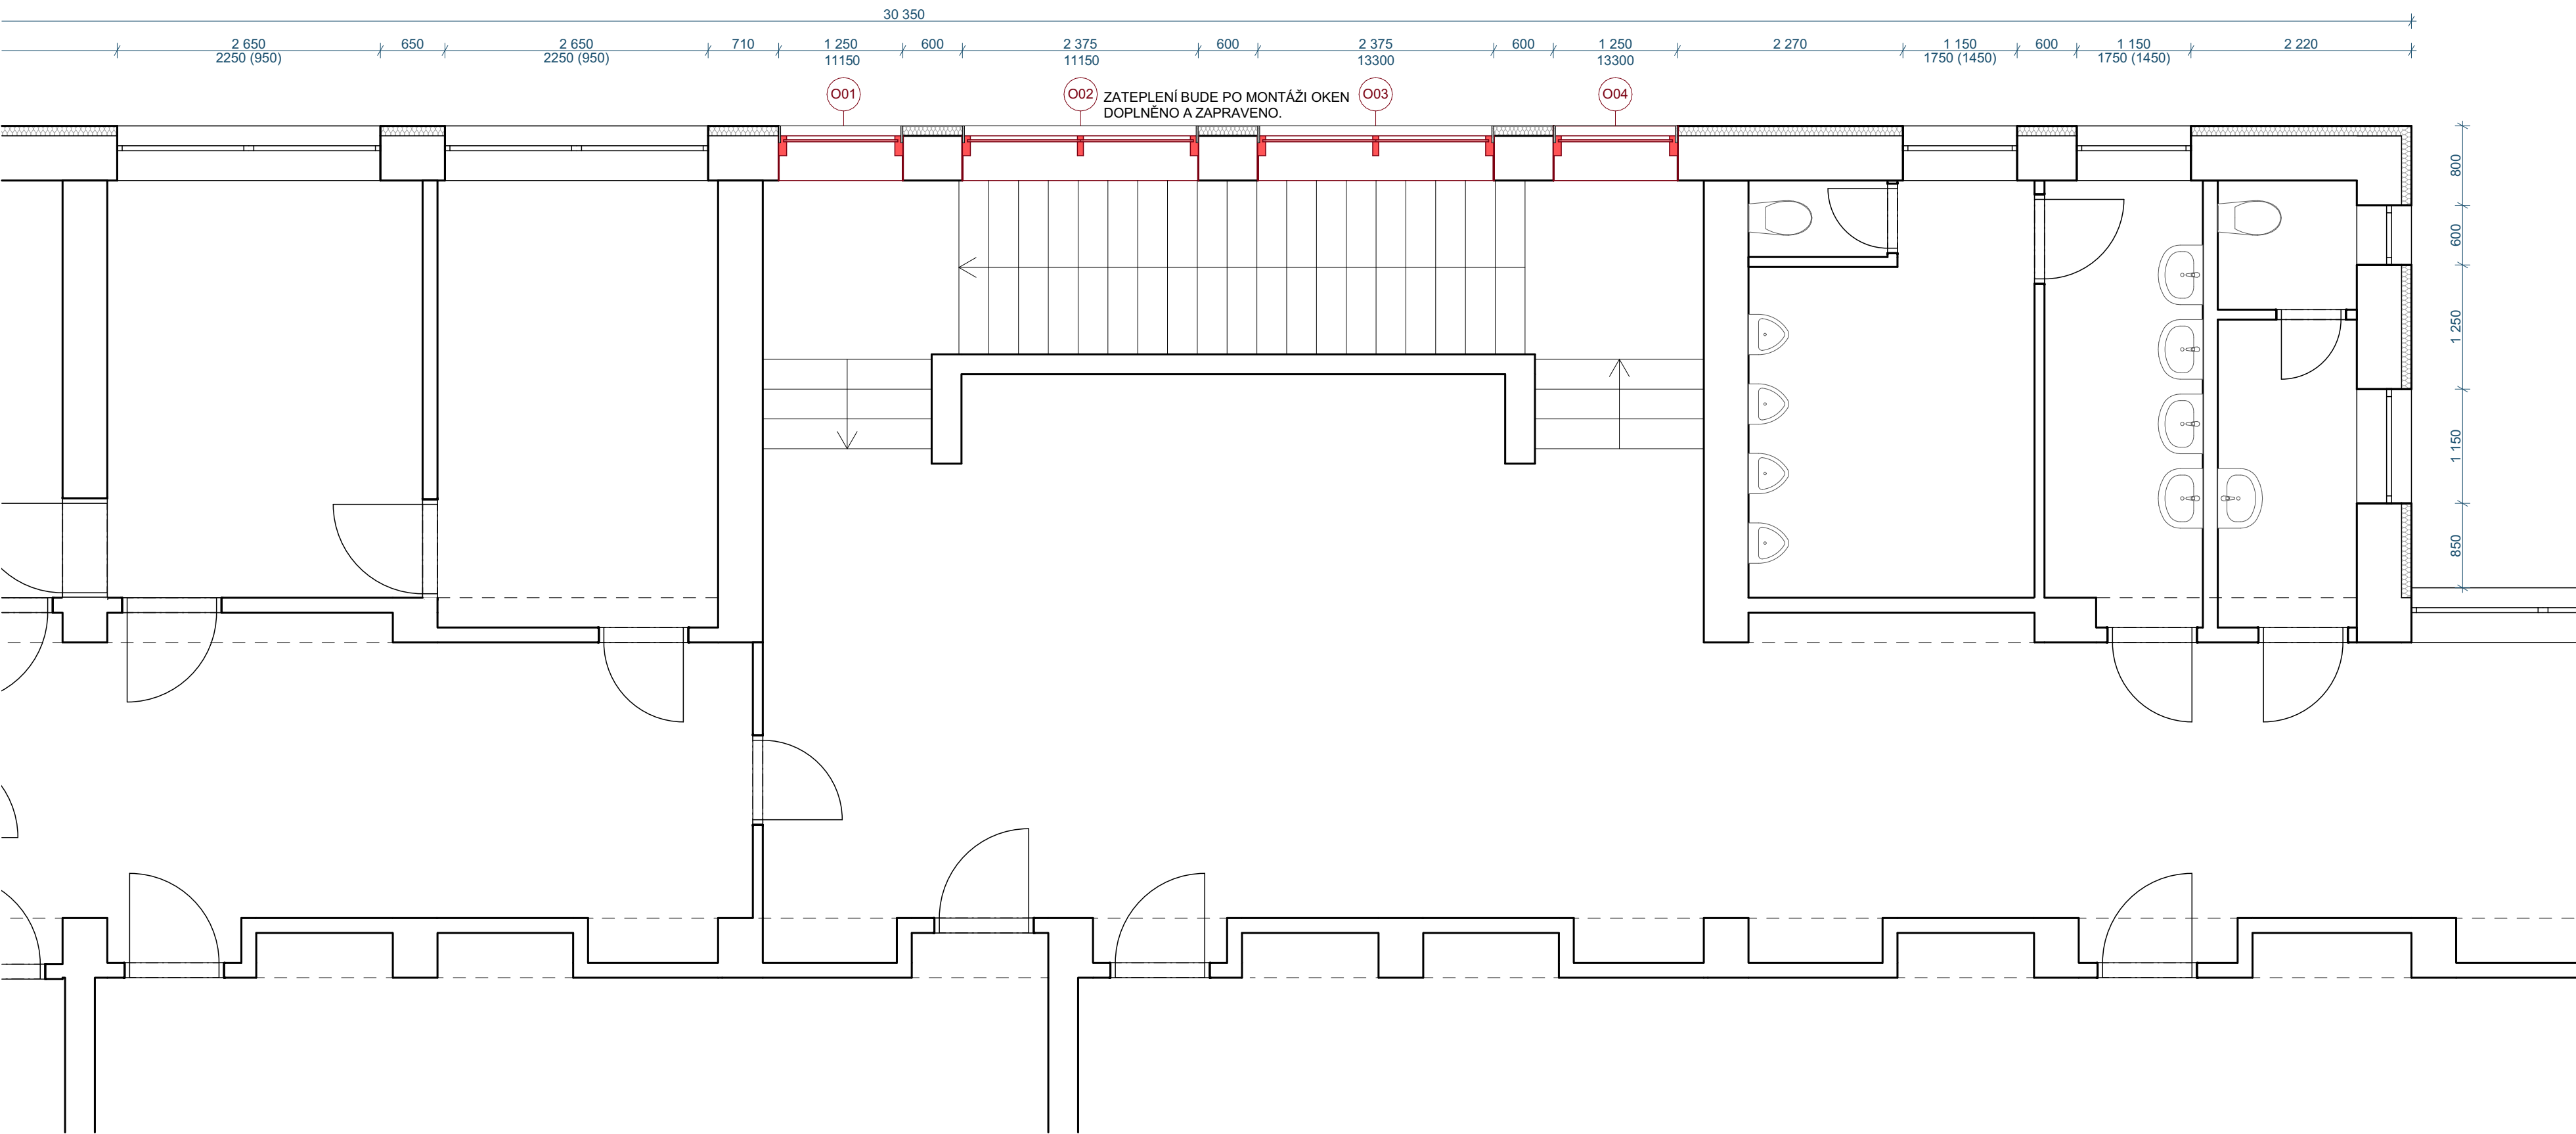 30 350
2 650 650 2 650 710 1 250 600 2 375 600 2 375 600 1 250 2 270 1 150 600 1 150 2 220
2250 (950) 2250 (950) 11150 11150 13300 13300 1750 (1450) 1750 (1450)
O01 O02 ZATEPLENÍ BUDE PO MONTÁŽI OKEN O03 O04
DOPLNĚNO A ZAPRAVENO.
800
600
1 250
1 150
850